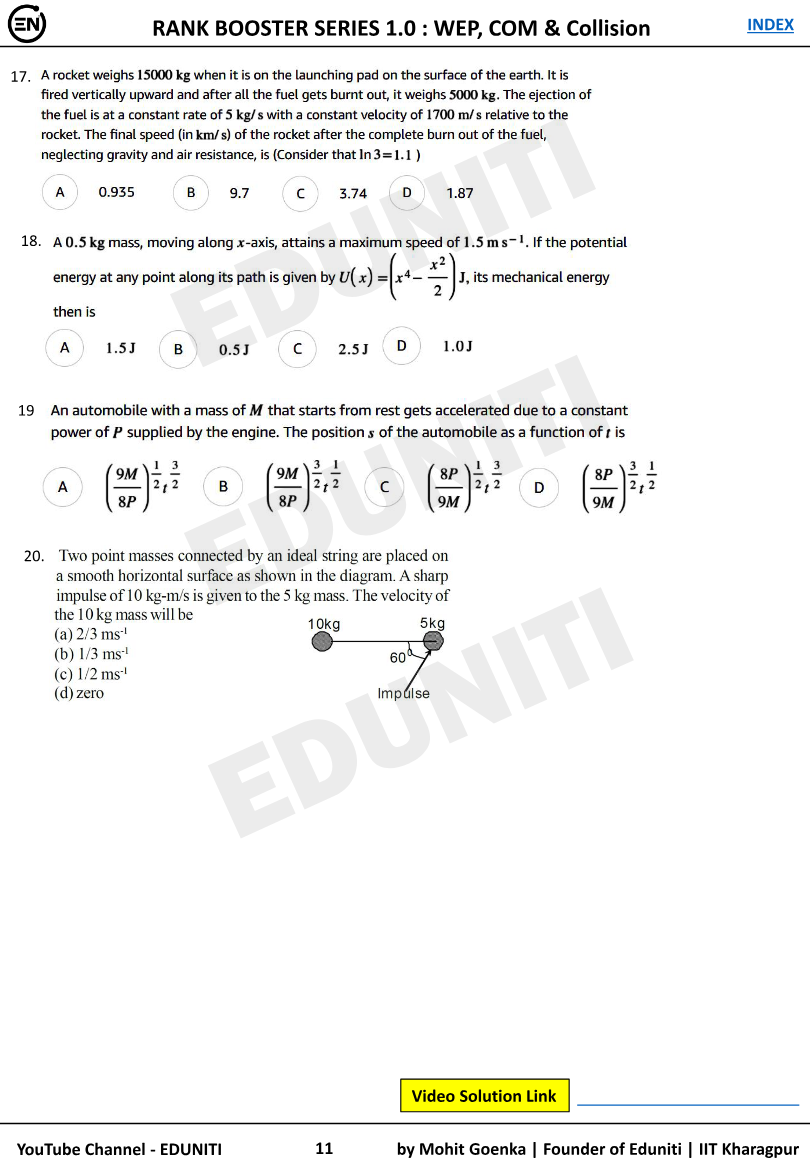 EN
RANK BOOSTER SERIES 1.0 : WEP, COM & Collision
INDEX
17. A rocket weighs 15000 kg when it is on the launching pad on the surface of the earth. It is
fired vertically upward and after all the fuel gets burnt out, it weighs 5000 kg. The ejection of
the fuel is at a constant rate of 5 kg/s with a constant velocity of 1700 m/s relative to the
rocket. The final speed (in km/s) of the rocket after the complete burn out of the fuel,
neglecting gravity and air resistance, is (Consider that ln 3=1.1 )
A 0.935 B 9.7 C 3.74 D 1.87
18. A 0.5 kg mass, moving along x-axis, attains a maximum speed of 1.5 m s⁻¹. If the potential
energy at any point along its path is given by U(x) = (x⁴ − x²/2) J, its mechanical energy
then is
A 1.5 J B 0.5 J C 2.5 J D 1.0 J
19 An automobile with a mass of M that starts from rest gets accelerated due to a constant
power of P supplied by the engine. The position s of the automobile as a function of t is
A (9M/8P)^(1/2) t^(3/2) B (9M/8P)^(3/2) t^(1/2) C (8P/9M)^(1/2) t^(3/2) D (8P/9M)^(3/2) t^(1/2)
20. Two point masses connected by an ideal string are placed on
a smooth horizontal surface as shown in the diagram. A sharp
impulse of 10 kg-m/s is given to the 5 kg mass. The velocity of
the 10 kg mass will be
(a) 2/3 ms⁻¹
(b) 1/3 ms⁻¹
(c) 1/2 ms⁻¹
(d) zero
10kg 5kg
60°
Impulse
EDUNITI
EDUNITI
EDUNITI
Video Solution Link
YouTube Channel - EDUNITI 11 by Mohit Goenka | Founder of Eduniti | IIT Kharagpur